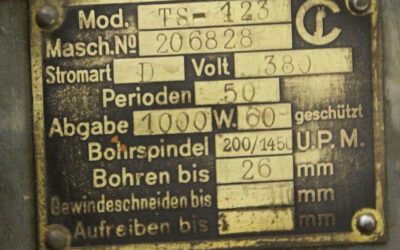 Mod. TS-123
Masch.№ 206828
Stromart D Volt 380
Perioden 50
Abgabe 1000 W. 60- geschützt
Bohrspindel 200/1450 U.P.M.
Bohren bis 26 mm
Gewindeschneiden bis mm
Aufreiben bis mm